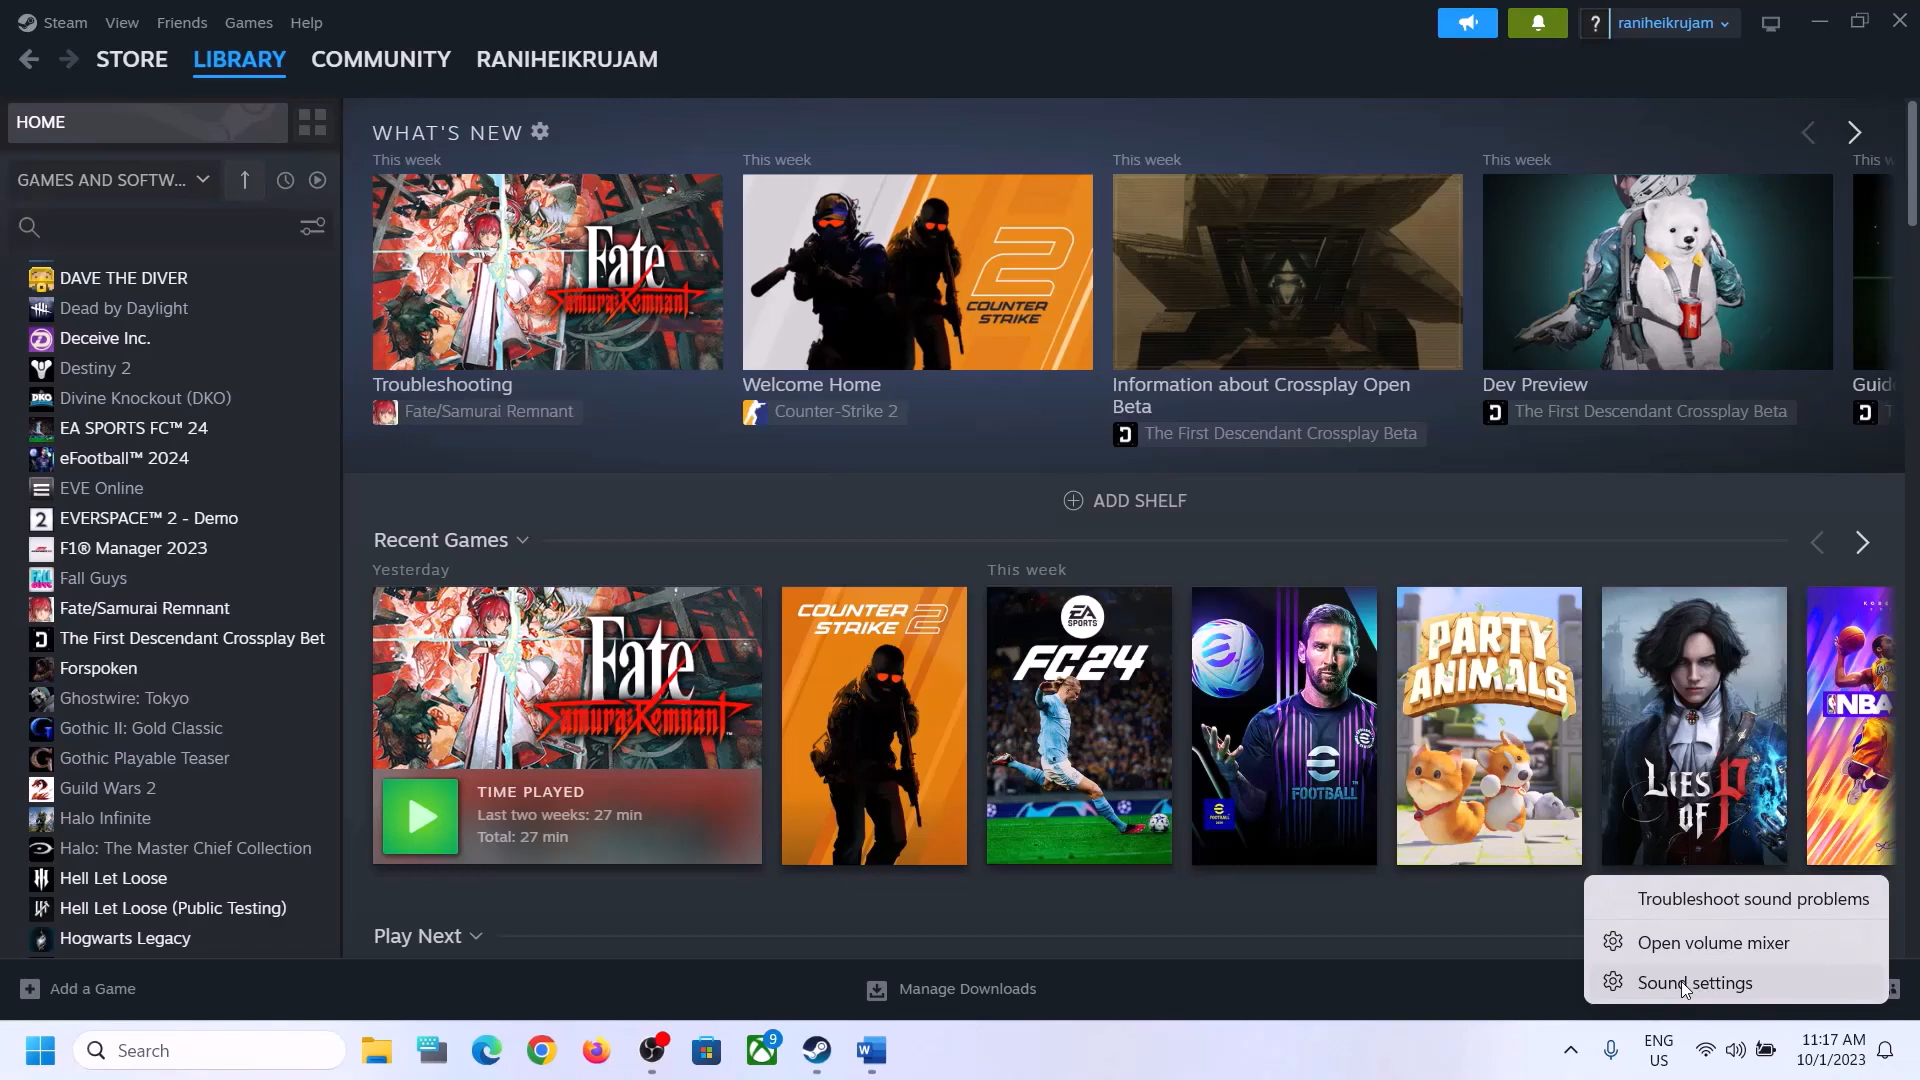 Steam View Friends Games Help
? raniheikrujam
STORE LIBRARY COMMUNITY RANIHEIKRUJAM
HOME
GAMES AND SOFTW...
DAVE THE DIVER
Dead by Daylight
Deceive Inc.
Destiny 2
Divine Knockout (DKO)
EA SPORTS FC™ 24
eFootball™ 2024
EVE Online
EVERSPACE™ 2 - Demo
F1® Manager 2023
Fall Guys
Fate/Samurai Remnant
The First Descendant Crossplay Bet
Forspoken
Ghostwire: Tokyo
Gothic II: Gold Classic
Gothic Playable Teaser
Guild Wars 2
Halo Infinite
Halo: The Master Chief Collection
Hell Let Loose
Hell Let Loose (Public Testing)
Hogwarts Legacy
WHAT'S NEW
This week This week This week This week This w
Fate
Samurai Remnant
2
COUNTER
STRIKE
Troubleshooting
Fate/Samurai Remnant
Welcome Home
Counter-Strike 2
Information about Crossplay Open
Beta
The First Descendant Crossplay Beta
Dev Preview
The First Descendant Crossplay Beta
Guid
T
ADD SHELF
Recent Games
Yesterday This week
Fate
Samurai Remnant
TIME PLAYED
Last two weeks: 27 min
Total: 27 min
COUNTER
STRIKE 2
EA
SPORTS
FC24
FOOTBALL
PARTY
ANIMALS
LIES
OF P
NBA
Play Next
Troubleshoot sound problems
Open volume mixer
Sound settings
Add a Game
Manage Downloads
Search
9
ENG
US
11:17 AM
10/1/2023